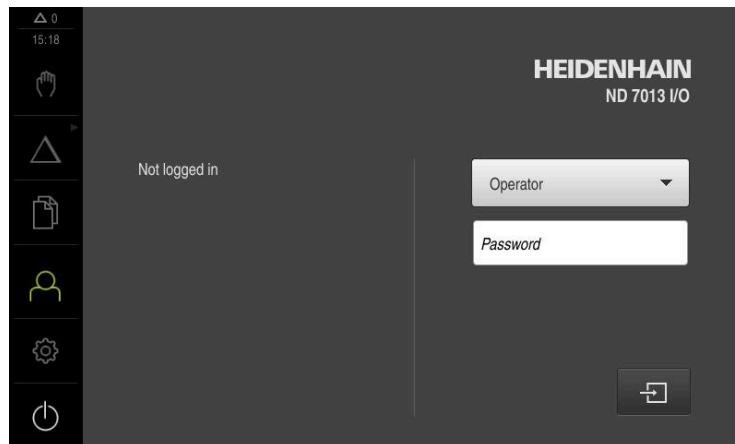 0
15:18
HEIDENHAIN
ND 7013 I/O
Not logged in
Operator
Password